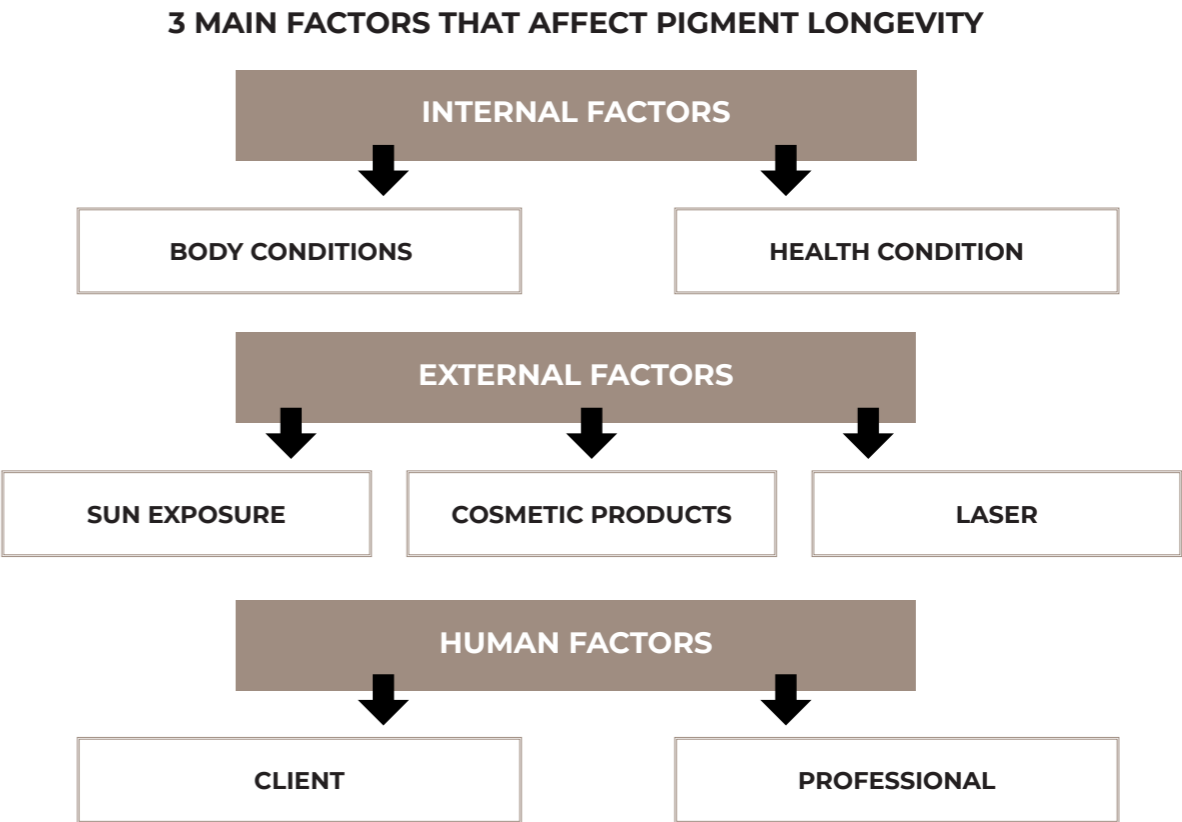 3 MAIN FACTORS THAT AFFECT PIGMENT LONGEVITY
INTERNAL FACTORS
BODY CONDITIONS
HEALTH CONDITION
EXTERNAL FACTORS
SUN EXPOSURE
COSMETIC PRODUCTS
LASER
HUMAN FACTORS
CLIENT
PROFESSIONAL